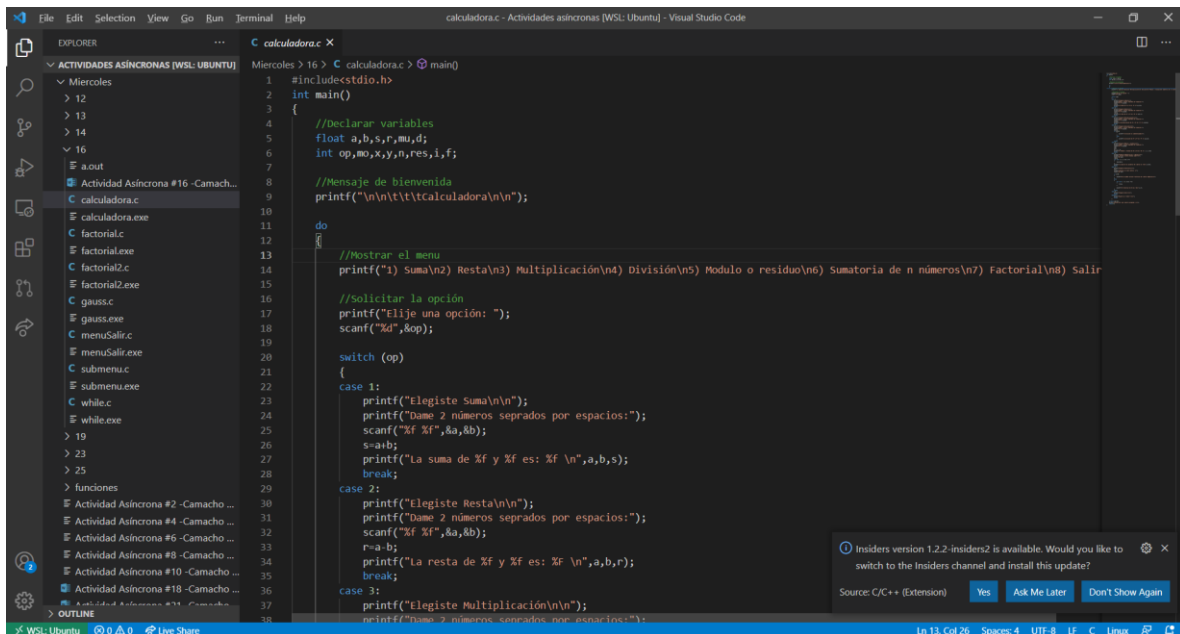 File Edit Selection View Go Run Terminal Help
calculadora.c - Actividades asíncronas [WSL: Ubuntu] - Visual Studio Code
EXPLORER
ACTIVIDADES ASÍNCRONAS [WSL: UBUNTU]
Miercoles
12
13
14
16
a.out
Actividad Asíncrona #16 -Camach...
calculadora.c
calculadora.exe
factorial.c
factorial.exe
factorial2.c
factorial2.exe
gauss.c
gauss.exe
menuSalir.c
menuSalir.exe
submenu.c
submenu.exe
while.c
while.exe
19
23
25
funciones
Actividad Asíncrona #2 -Camacho ...
Actividad Asíncrona #4 -Camacho ...
Actividad Asíncrona #6 -Camacho ...
Actividad Asíncrona #8 -Camacho ...
Actividad Asíncrona #10 -Camacho ...
Actividad Asíncrona #18 -Camacho ...
OUTLINE
C calculadora.c
Miercoles > 16 > C calculadora.c > main()
1 #include<stdio.h>
2 int main()
3 {
4 //Declarar variables
5 float a,b,s,r,mu,d;
6 int op,mo,x,y,n,res,i,f;
7
8 //Mensaje de bienvenida
9 printf("\n\n\t\t\tCalculadora\n\n");
10
11 do
12 {
13 //Mostrar el menu
14 printf("1) Suma\n2) Resta\n3) Multiplicación\n4) División\n5) Modulo o residuo\n6) Sumatoria de n números\n7) Factorial\n8) Salir
15
16 //Solicitar la opción
17 printf("Elije una opción: ");
18 scanf("%d",&op);
19
20 switch (op)
21 {
22 case 1:
23 printf("Elegiste Suma\n\n");
24 printf("Dame 2 números seprados por espacios:");
25 scanf("%f %f",&a,&b);
26 s=a+b;
27 printf("La suma de %f y %f es: %f \n",a,b,s);
28 break;
29 case 2:
30 printf("Elegiste Resta\n\n");
31 printf("Dame 2 números seprados por espacios:");
32 scanf("%f %f",&a,&b);
33 r=a-b;
34 printf("La resta de %f y %f es: %F \n",a,b,r);
35 break;
36 case 3:
37 printf("Elegiste Multiplicación\n\n");
38 printf("Dame 2 números seprados por espacios:");
Insiders version 1.2.2-insiders2 is available. Would you like to
switch to the Insiders channel and install this update?
Source: C/C++ (Extension)
Yes
Ask Me Later
Don't Show Again
2
WSL: Ubuntu 0 0 0 Live Share
Ln 13, Col 26 Spaces: 4 UTF-8 LF C Linux